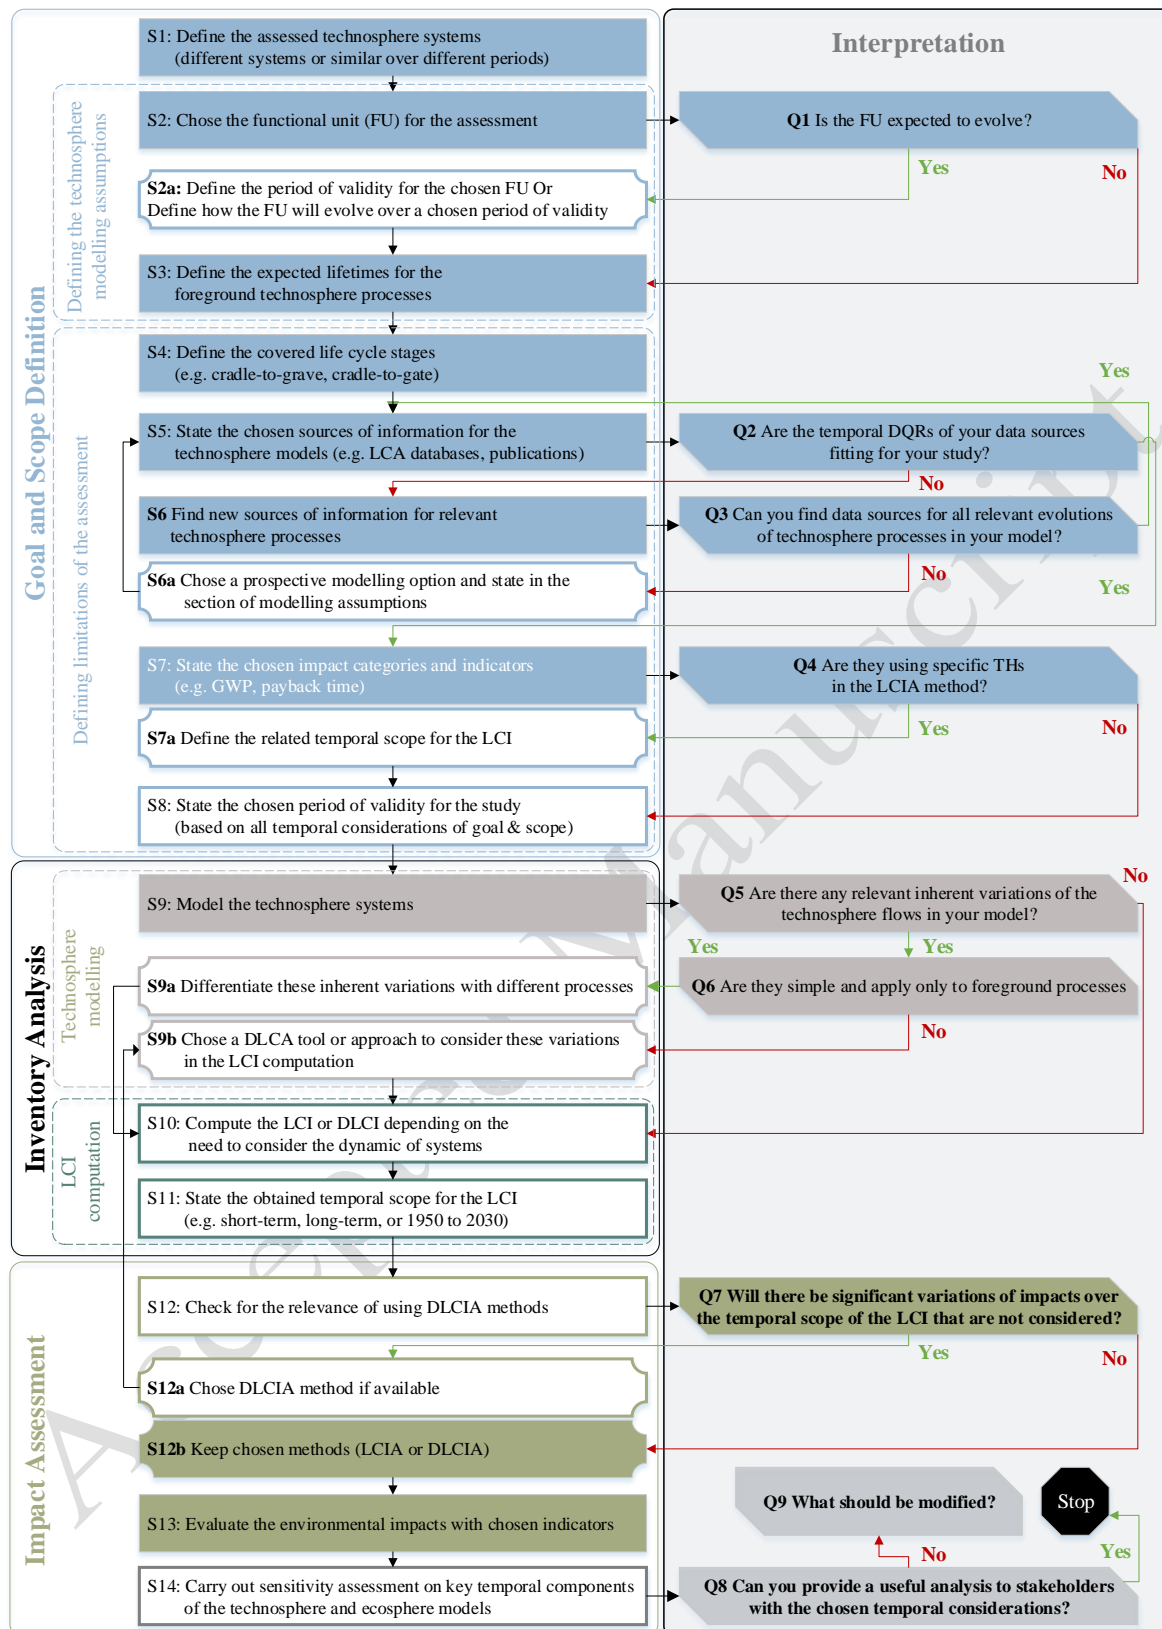 Interpretation
Goal and Scope Definition
S1: Define the assessed technosphere systems
(different systems or similar over different periods)
Defining the technosphere
modelling assumptions
S2: Chose the functional unit (FU) for the assessment
Q1 Is the FU expected to evolve?
Yes
No
S2a: Define the period of validity for the chosen FU Or
Define how the FU will evolve over a chosen period of validity
S3: Define the expected lifetimes for the
foreground technosphere processes
Defining limitations of the assessment
S4: Define the covered life cycle stages
(e.g. cradle-to-grave, cradle-to-gate)
Yes
S5: State the chosen sources of information for the
technosphere models (e.g. LCA databases, publications)
Q2 Are the temporal DQRs of your data sources
fitting for your study?
No
S6 Find new sources of information for relevant
technosphere processes
Q3 Can you find data sources for all relevant evolutions
of technosphere processes in your model?
No
Yes
S6a Chose a prospective modelling option and state in the
section of modelling assumptions
S7: State the chosen impact categories and indicators
(e.g. GWP, payback time)
Q4 Are they using specific THs
in the LCIA method?
Yes
No
S7a Define the related temporal scope for the LCI
S8: State the chosen period of validity for the study
(based on all temporal considerations of goal & scope)
Inventory Analysis
Technosphere
modelling
S9: Model the technosphere systems
Q5 Are there any relevant inherent variations of the
technosphere flows in your model?
No
Yes
Yes
S9a Differentiate these inherent variations with different processes
Q6 Are they simple and apply only to foreground processes
No
S9b Chose a DLCA tool or approach to consider these variations
in the LCI computation
LCI
computation
S10: Compute the LCI or DLCI depending on the
need to consider the dynamic of systems
S11: State the obtained temporal scope for the LCI
(e.g. short-term, long-term, or 1950 to 2030)
Impact Assessment
S12: Check for the relevance of using DLCIA methods
Q7 Will there be significant variations of impacts over
the temporal scope of the LCI that are not considered?
Yes
No
S12a Chose DLCIA method if available
S12b Keep chosen methods (LCIA or DLCIA)
S13: Evaluate the environmental impacts with chosen indicators
Q9 What should be modified?
Stop
No
Yes
S14: Carry out sensitivity assessment on key temporal components
of the technosphere and ecosphere models
Q8 Can you provide a useful analysis to stakeholders
with the chosen temporal considerations?
Accepted Manuscript